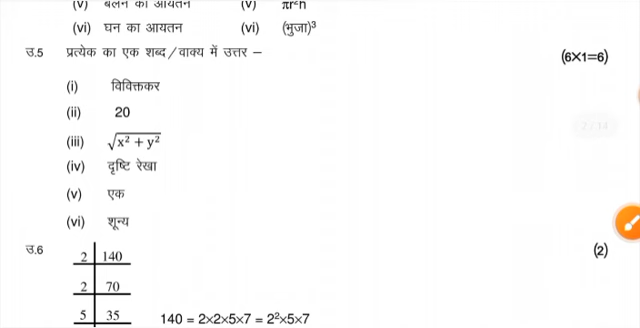 (v) बेलन का आयतन (v) πr²h
(vi) घन का आयतन (vi) (भुजा)³
उ.5 प्रत्येक का एक शब्द/वाक्य में उत्तर – (6×1=6)
(i) विविक्तकर
(ii) 20
2 / 14
(iii) √x² + y²
(iv) दृष्टि रेखा
(v) एक
(vi) शून्य
उ.6 (2)
2 140
2 70
5 35 140 = 2×2×5×7 = 2²×5×7